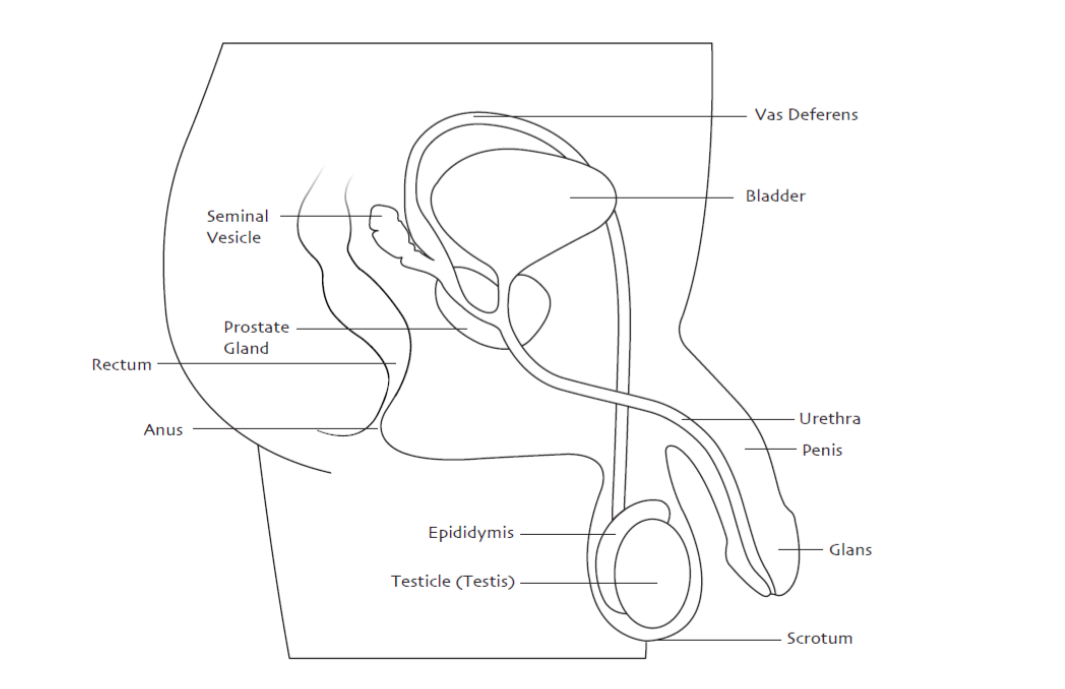 Vas Deferens
Bladder
Seminal
Vesicle
Prostate
Gland
Rectum
Anus
Urethra
Penis
Epididymis
Glans
Testicle (Testis)
Scrotum